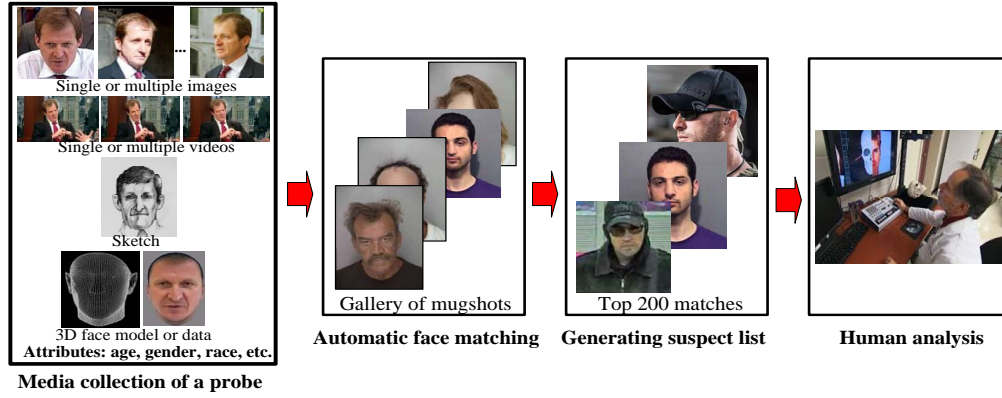 ...
Single or multiple images
Single or multiple videos
Sketch
3D face model or data
Attributes: age, gender, race, etc.
Media collection of a probe
Gallery of mugshots
Automatic face matching
Top 200 matches
Generating suspect list
Human analysis